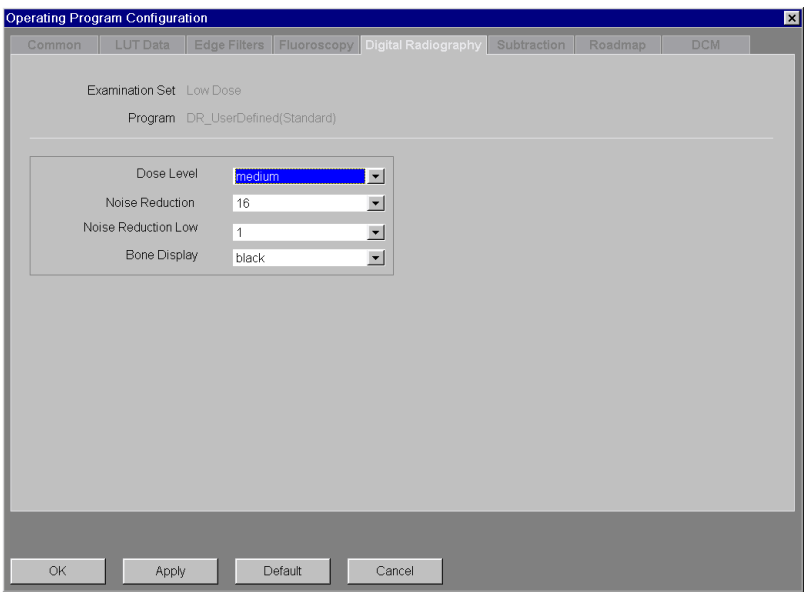 Operating Program Configuration
Common LUT Data Edge Filters Fluoroscopy Digital Radiography Subtraction Roadmap DCM
Examination Set Low Dose
Program DR_UserDefined(Standard)
Dose Level medium
Noise Reduction 16
Noise Reduction Low 1
Bone Display black
OK Apply Default Cancel